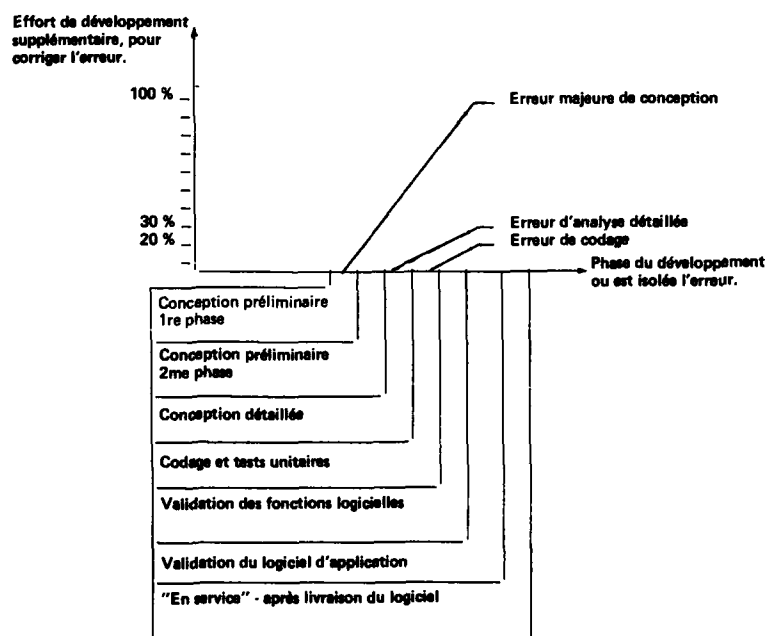 Effort de développement
supplémentaire, pour
corriger l'erreur.
100 %
Erreur majeure de conception
30 %
Erreur d'analyse détaillée
20 %
Erreur de codage
Phase du développement
ou est isolée l'erreur.
Conception préliminaire
1re phase
Conception préliminaire
2me phase
Conception détaillée
Codage et tests unitaires
Validation des fonctions logicielles
Validation du logiciel d'application
"En service" - après livraison du logiciel